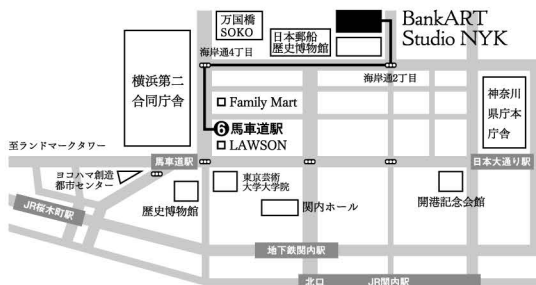 万国橋
SOKO
日本郵船
歴史博物館
BankART
Studio NYK
海岸通4丁目
海岸通2丁目
横浜第二
合同庁舎
神奈川
県庁本
庁舎
Family Mart
6 馬車道駅
LAWSON
至ランドマークタワー
馬車道駅
日本大通り駅
ヨコハマ創造
都市センター
東京芸術
大学大学院
歴史博物館
関内ホール
開港記念会館
JR桜木町駅
地下鉄関内駅
北口
JR関内駅